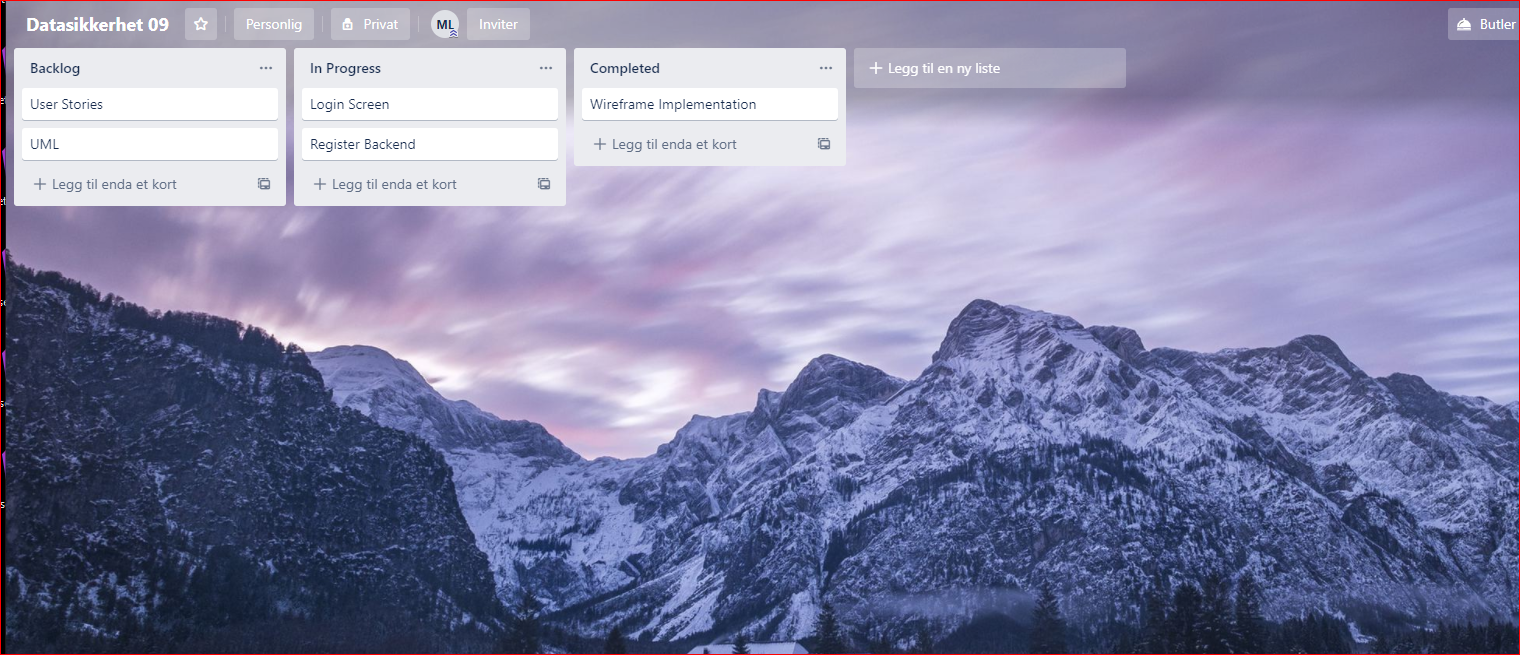 Datasikkerhet 09 Personlig Privat ML Inviter Butler
Backlog
User Stories
UML
Legg til enda et kort
In Progress
Login Screen
Register Backend
Legg til enda et kort
Completed
Wireframe Implementation
Legg til enda et kort
Legg til en ny liste